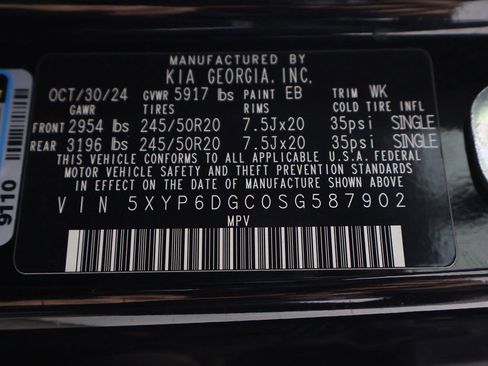 MANUFACTURED BY
KIA GEORGIA, INC.
OCT/30/24 GVWR 5917 lbs PAINT EB TRIM WK
GAWR TIRES RIMS COLD TIRE INFL
FRONT 2954 lbs 245/50R20 7.5Jx20 35psi SINGLE
REAR 3196 lbs 245/50R20 7.5Jx20 35psi SINGLE
THIS VEHICLE CONFORMS TO ALL APPLICABLE U.S.A. FEDERAL
MOTOR VEHICLE SAFETY AND THEFT PREVENTION STANDARDS
IN EFFECT ON THE DATE OF MANUFACTURE SHOWN ABOVE
VIN 5XYP6DGC0SG587902
MPV
9110